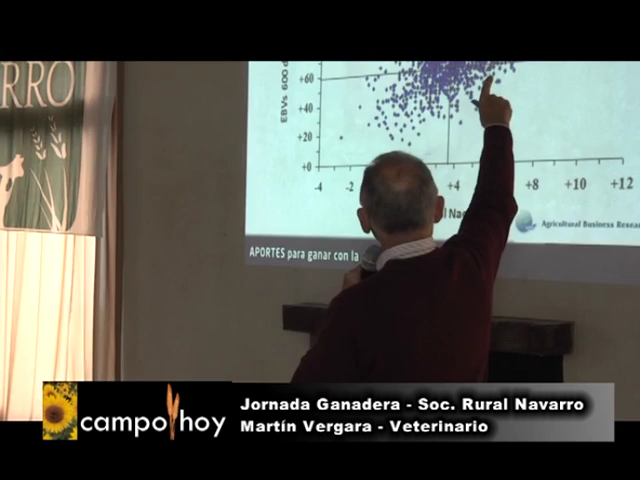 RRO
EBVs 600 d
+60
+40
+20
+0
-4 -2 +4 +8 +10 +12
l Na
Agricultural Business Resea
APORTES para ganar con la
campo hoy
Jornada Ganadera - Soc. Rural Navarro
Martín Vergara - Veterinario